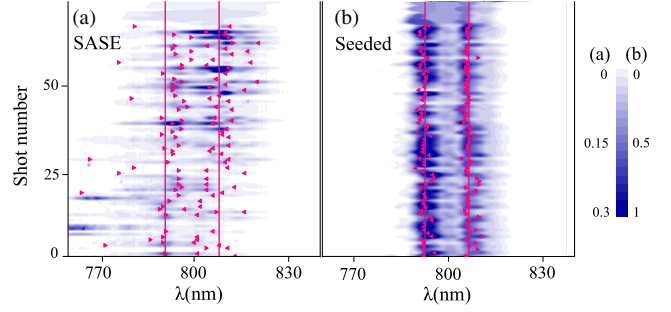 (a)
SASE
(b)
Seeded
(a) (b)
0 0
0.15 0.5
0.3 1
Shot number
50
25
0
770 800 830
λ(nm)
770 800 830
λ(nm)